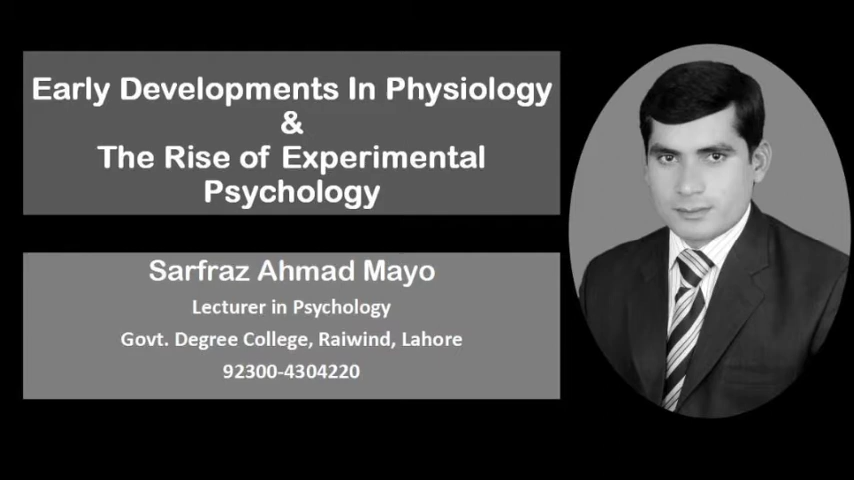 Early Developments In Physiology
&
The Rise of Experimental
Psychology
Sarfraz Ahmad Mayo
Lecturer in Psychology
Govt. Degree College, Raiwind, Lahore
92300-4304220